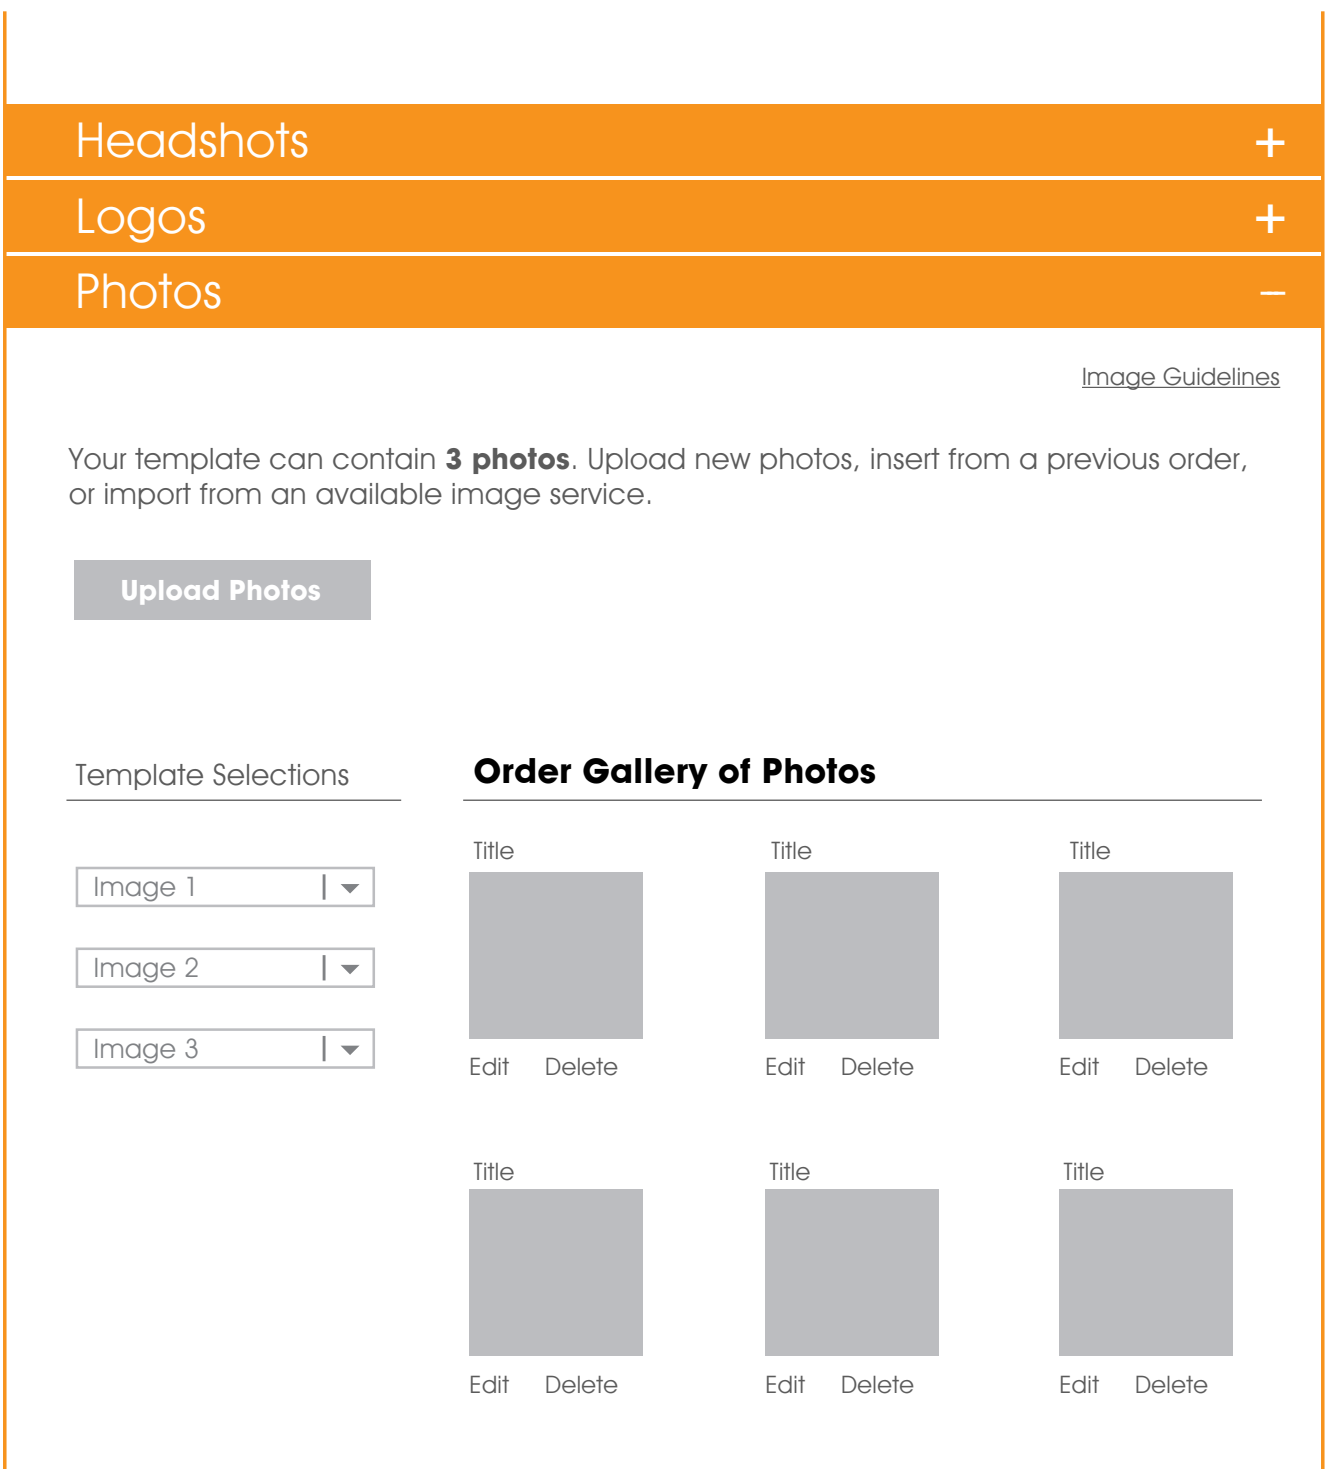 Headshots +
Logos +
Photos –
Image Guidelines
Your template can contain 3 photos. Upload new photos, insert from a previous order,
or import from an available image service.
Upload Photos
Template Selections
Image 1
Image 2
Image 3
Order Gallery of Photos
Title Title Title
Edit Delete Edit Delete Edit Delete
Title Title Title
Edit Delete Edit Delete Edit Delete